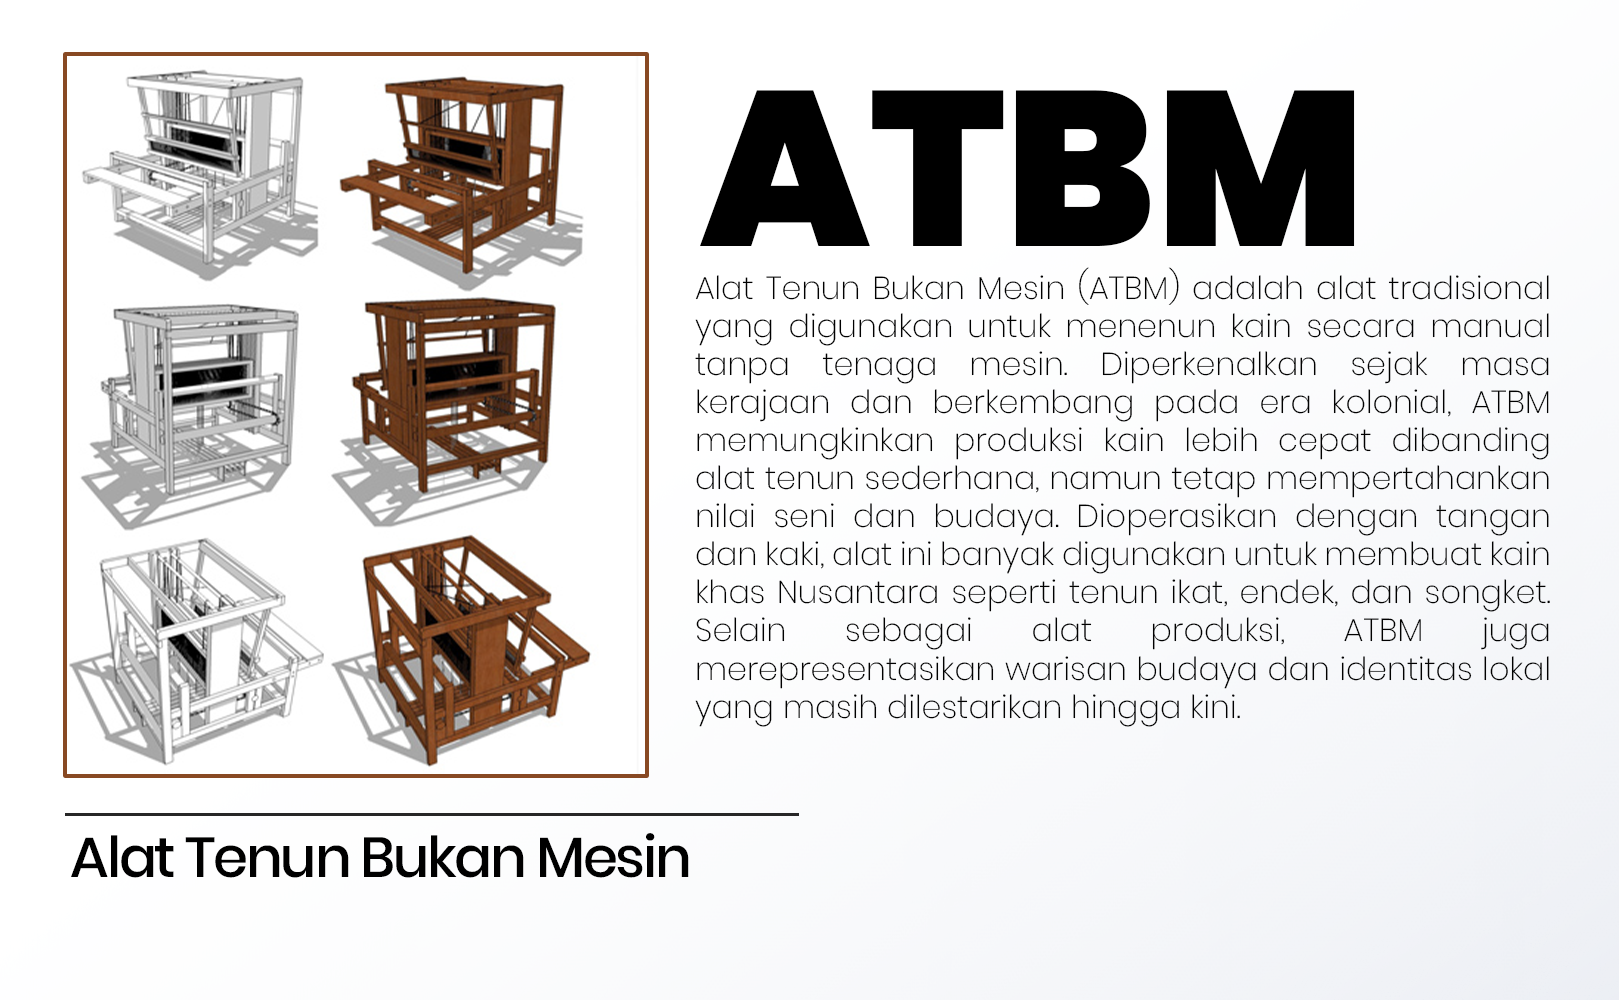 ATBM
Alat Tenun Bukan Mesin (ATBM) adalah alat tradisional
yang digunakan untuk menenun kain secara manual
tanpa tenaga mesin. Diperkenalkan sejak masa
kerajaan dan berkembang pada era kolonial, ATBM
memungkinkan produksi kain lebih cepat dibanding
alat tenun sederhana, namun tetap mempertahankan
nilai seni dan budaya. Dioperasikan dengan tangan
dan kaki, alat ini banyak digunakan untuk membuat kain
khas Nusantara seperti tenun ikat, endek, dan songket.
Selain sebagai alat produksi, ATBM juga
merepresentasikan warisan budaya dan identitas lokal
yang masih dilestarikan hingga kini.
Alat Tenun Bukan Mesin